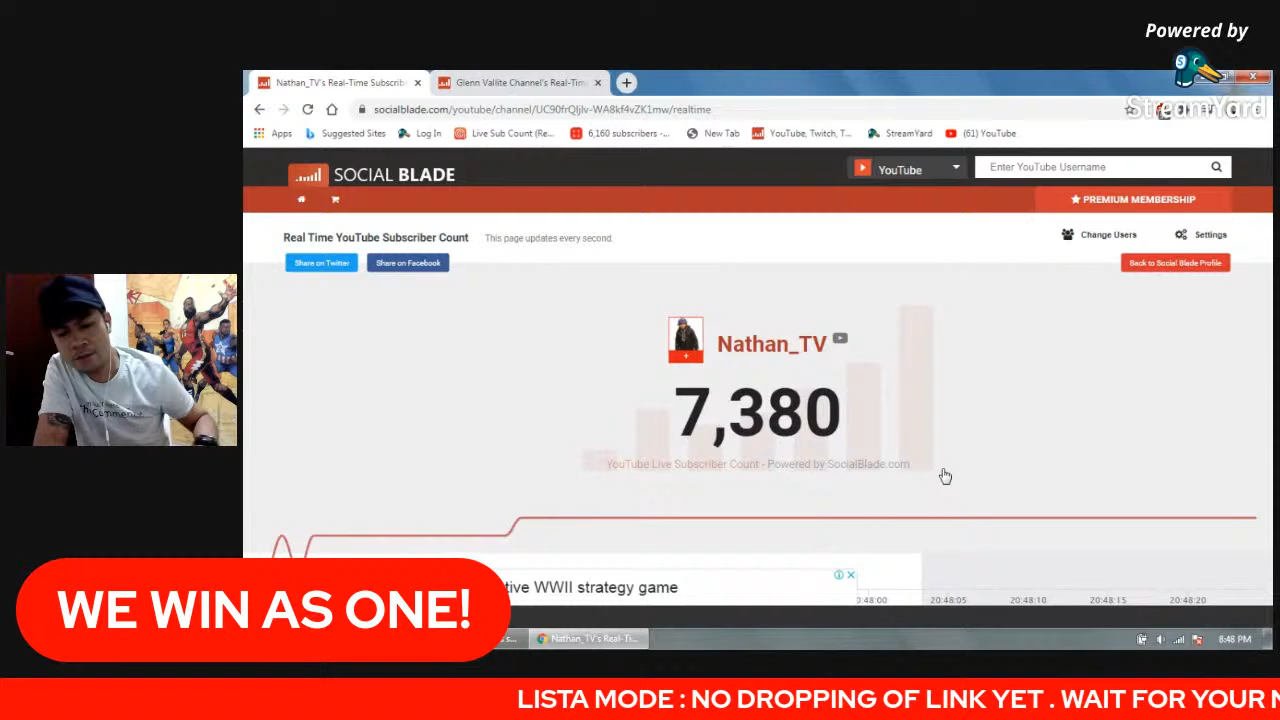 Powered by
StreamYard
Nathan_TV's Real-Time Subscrib
Glenn Vallite Channel's Real-Tim
socialblade.com/youtube/channel/UC90frQljlv-WA8kf4vZK1mw/realtime
Apps
Suggested Sites
Log In
Live Sub Count (Re...
6,160 subscribers -...
New Tab
YouTube, Twitch, T...
StreamYard
(61) YouTube
SOCIAL BLADE
YouTube
Enter YouTube Username
PREMIUM MEMBERSHIP
Real Time YouTube Subscriber Count
This page updates every second.
Change Users
Settings
Share on Twitter
Share on Facebook
Back to Social Blade Profile
Nathan_TV
7,380
YouTube Live Subscriber Count - Powered by SocialBlade.com
tive WWII strategy game
0:48:00
20:48:05
20:48:10
20:48:15
20:48:20
WE WIN AS ONE!
Nathan_TV's Real-Ti...
8:48 PM
LISTA MODE : NO DROPPING OF LINK YET . WAIT FOR YOUR N